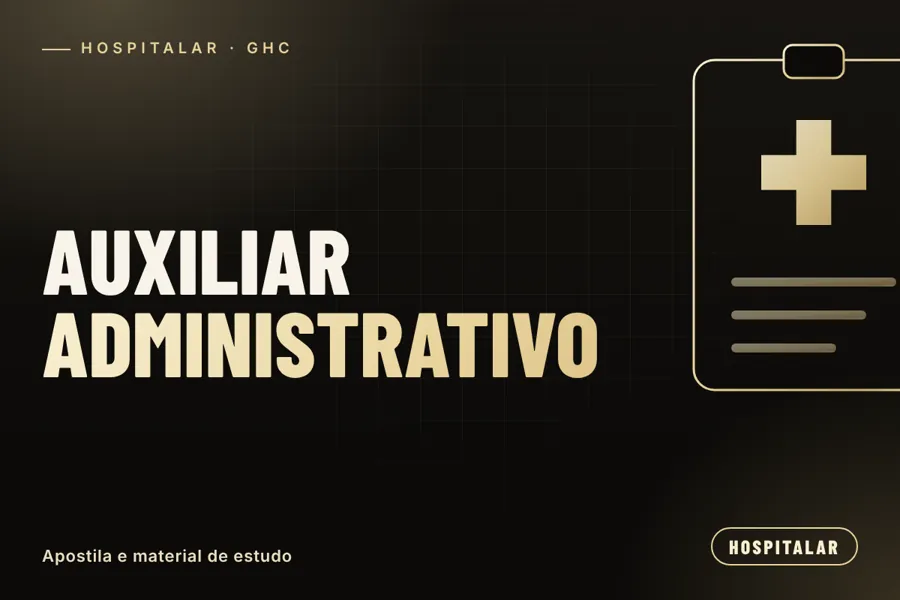 HOSPITALAR · GHC
AUXILIAR
ADMINISTRATIVO
Apostila e material de estudo
HOSPITALAR